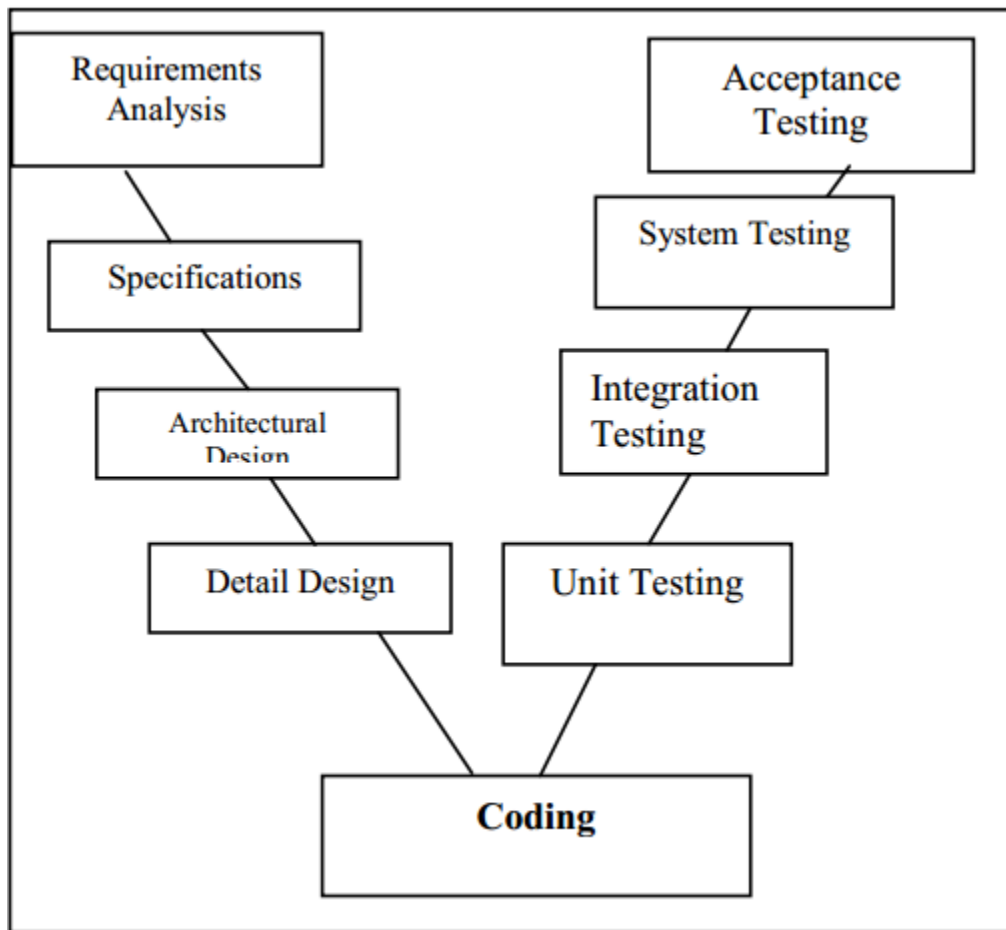 Requirements
Analysis
Specifications
Architectural
Design
Detail Design
Coding
Unit Testing
Integration
Testing
System Testing
Acceptance
Testing